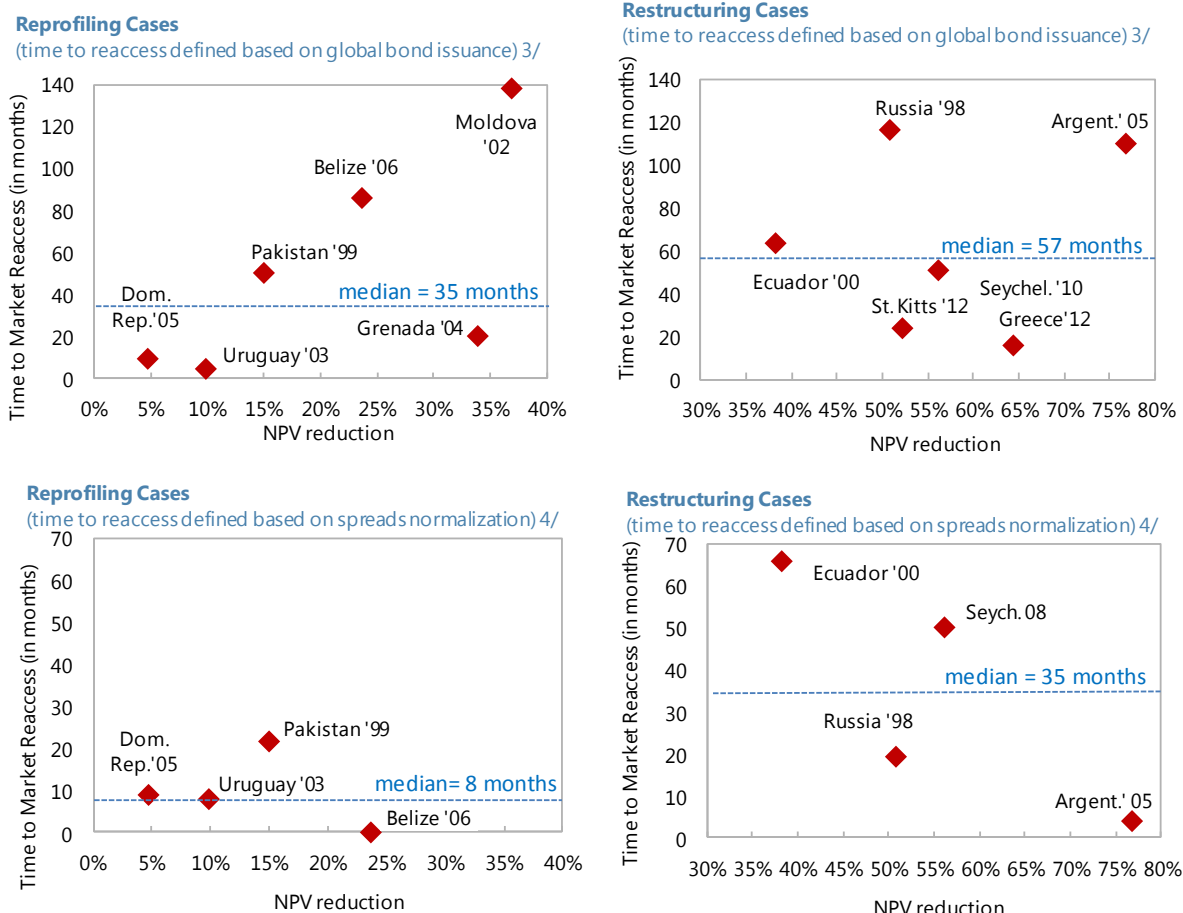 Reprofiling Cases
(time to reaccess defined based on global bond issuance) 3/
Time to Market Reaccess (in months)
140
120
100
80
60
40
20
0
Moldova
'02
Belize '06
Pakistan '99
median = 35 months
Dom.
Rep.'05
Grenada '04
Uruguay '03
0% 5% 10% 15% 20% 25% 30% 35% 40%
NPV reduction
Restructuring Cases
(time to reaccess defined based on global bond issuance) 3/
Time to Market Reaccess (in months)
140
120
100
80
60
40
20
0
Russia '98
Argent.' 05
median = 57 months
Ecuador '00
Seychel. '10
St. Kitts '12
Greece'12
30% 35% 40% 45% 50% 55% 60% 65% 70% 75% 80%
NPV reduction
Reprofiling Cases
(time to reaccess defined based on spreads normalization) 4/
Time to Market Reaccess (in months)
70
60
50
40
30
20
10
0
Pakistan '99
Dom.
Rep.'05
Uruguay '03
median= 8 months
Belize '06
0% 5% 10% 15% 20% 25% 30% 35% 40%
NPV reduction
Restructuring Cases
(time to reaccess defined based on spreads normalization) 4/
Time to Market Reaccess (in months)
70
60
50
40
30
20
10
0
Ecuador '00
Seych. 08
median = 35 months
Russia '98
Argent.' 05
30% 35% 40% 45% 50% 55% 60% 65% 70% 75% 80%
NPV reduction